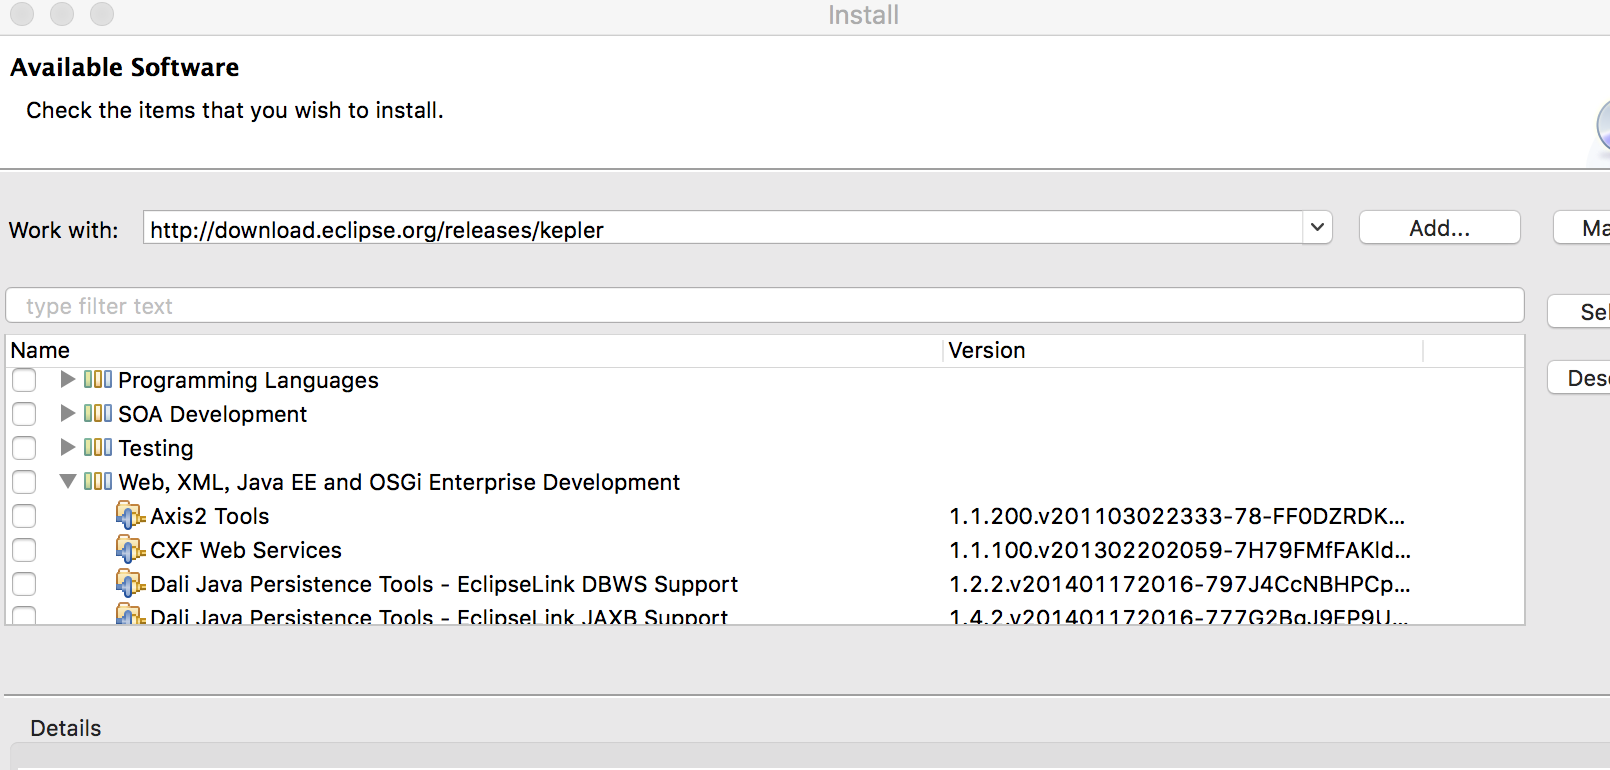 Install
Available Software
Check the items that you wish to install.
Work with: http://download.eclipse.org/releases/kepler Add...
type filter text
Name Version
Programming Languages
SOA Development
Testing
Web, XML, Java EE and OSGi Enterprise Development
Axis2 Tools 1.1.200.v201103022333-78-FF0DZRDK...
CXF Web Services 1.1.100.v201302202059-7H79FMfFAKld...
Dali Java Persistence Tools - EclipseLink DBWS Support 1.2.2.v201401172016-797J4CcNBHPCp...
Dali Java Persistence Tools - EclipseLink JAXB Support 1.4.2.v201401172016-777G2BgJ9EP9U...
Details